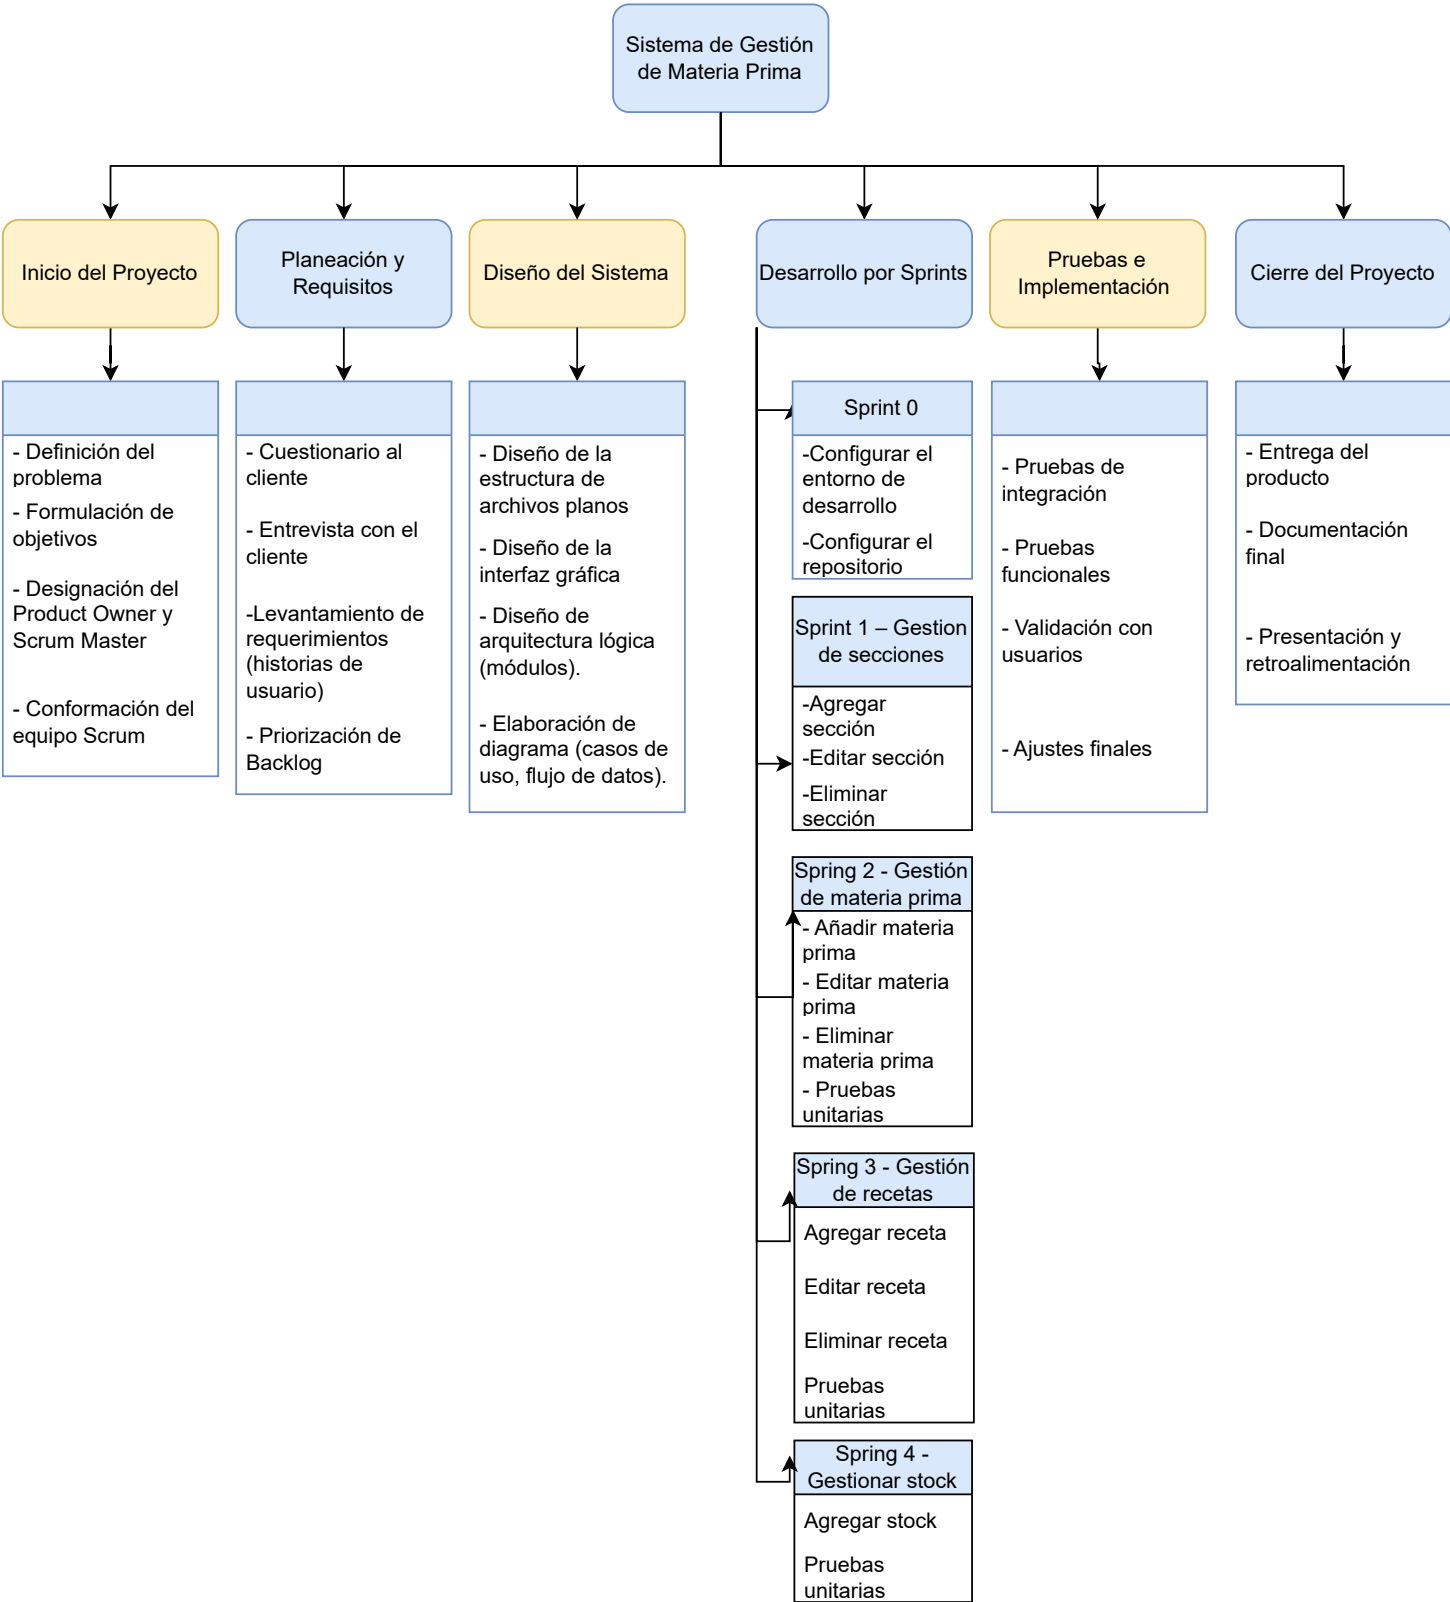 Sistema de Gestión
de Materia Prima
Inicio del Proyecto
Planeación y
Requisitos
Diseño del Sistema
Desarrollo por Sprints
Pruebas e
Implementación
Cierre del Proyecto
- Definición del
problema
- Formulación de
objetivos
- Designación del
Product Owner y
Scrum Master
- Conformación del
equipo Scrum
- Cuestionario al
cliente
- Entrevista con el
cliente
-Levantamiento de
requerimientos
(historias de
usuario)
- Priorización de
Backlog
- Diseño de la
estructura de
archivos planos
- Diseño de la
interfaz gráfica
- Diseño de
arquitectura lógica
(módulos).
- Elaboración de
diagrama (casos de
uso, flujo de datos).
Sprint 0
-Configurar el
entorno de
desarrollo
-Configurar el
repositorio
Sprint 1 – Gestion
de secciones
-Agregar
sección
-Editar sección
-Eliminar
sección
Spring 2 - Gestión
de materia prima
- Añadir materia
prima
- Editar materia
prima
- Eliminar
materia prima
- Pruebas
unitarias
Spring 3 - Gestión
de recetas
Agregar receta
Editar receta
Eliminar receta
Pruebas
unitarias
Spring 4 -
Gestionar stock
Agregar stock
Pruebas
unitarias
- Pruebas de
integración
- Pruebas
funcionales
- Validación con
usuarios
- Ajustes finales
- Entrega del
producto
- Documentación
final
- Presentación y
retroalimentación